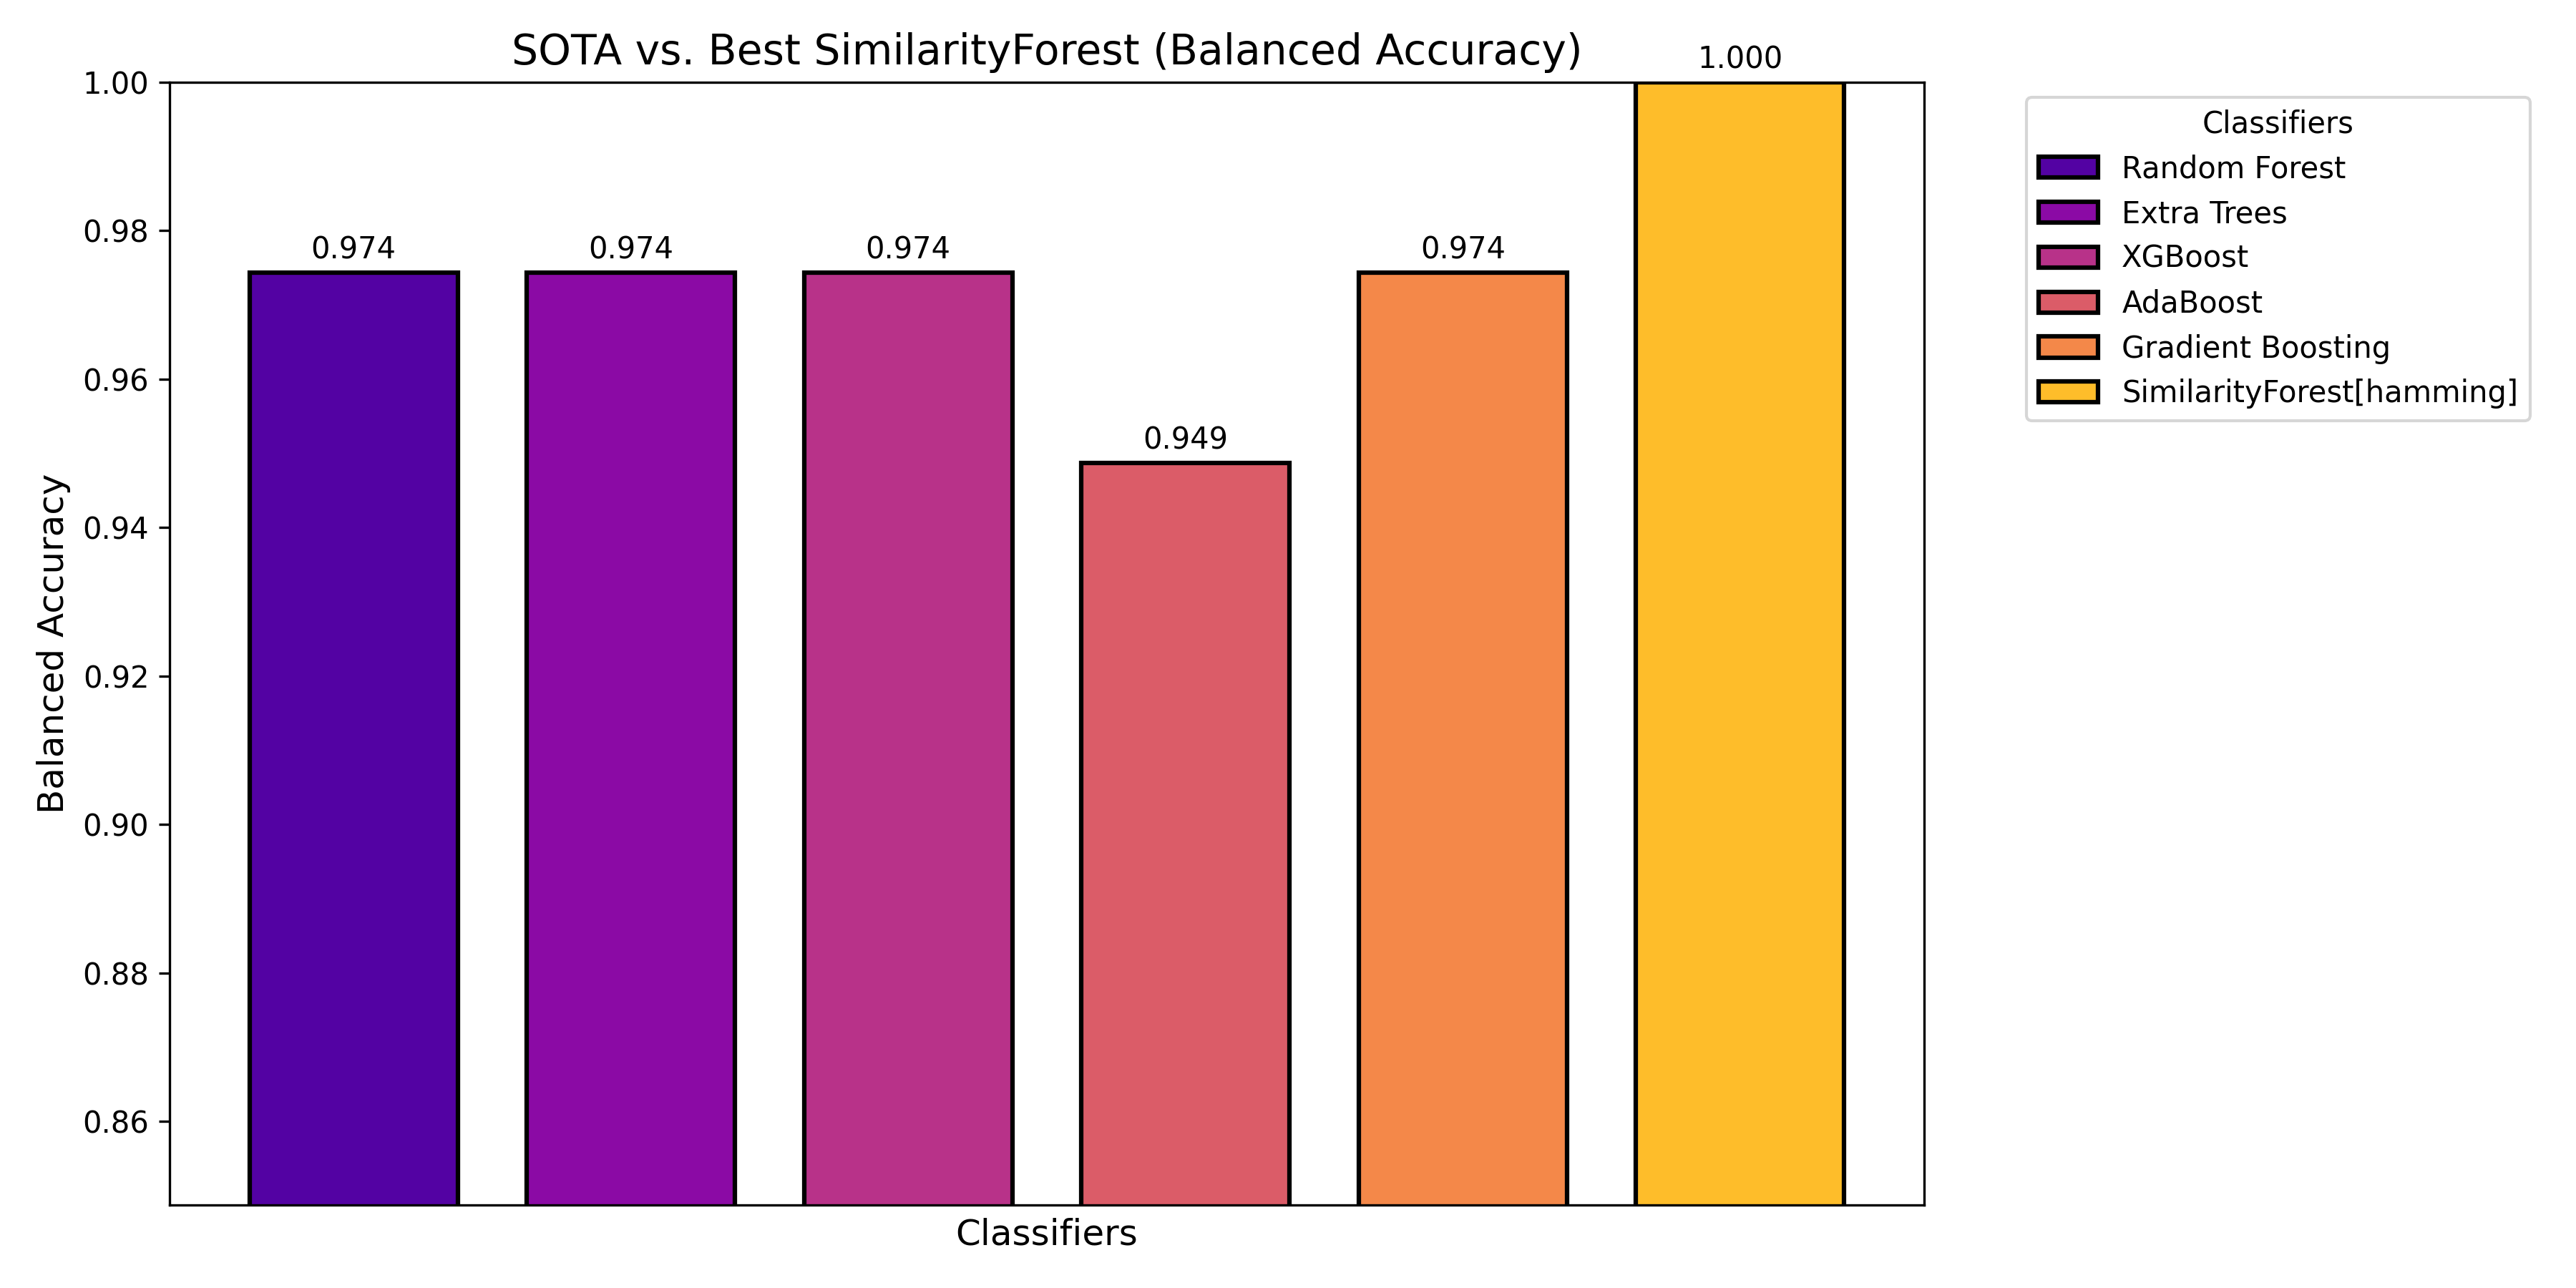 SOTA vs. Best SimilarityForest (Balanced Accuracy)
1.000
1.00
0.98
0.96
0.94
0.92
0.90
0.88
0.86
Balanced Accuracy
0.974
0.974
0.974
0.949
0.974
Classifiers
Classifiers
Random Forest
Extra Trees
XGBoost
AdaBoost
Gradient Boosting
SimilarityForest[hamming]